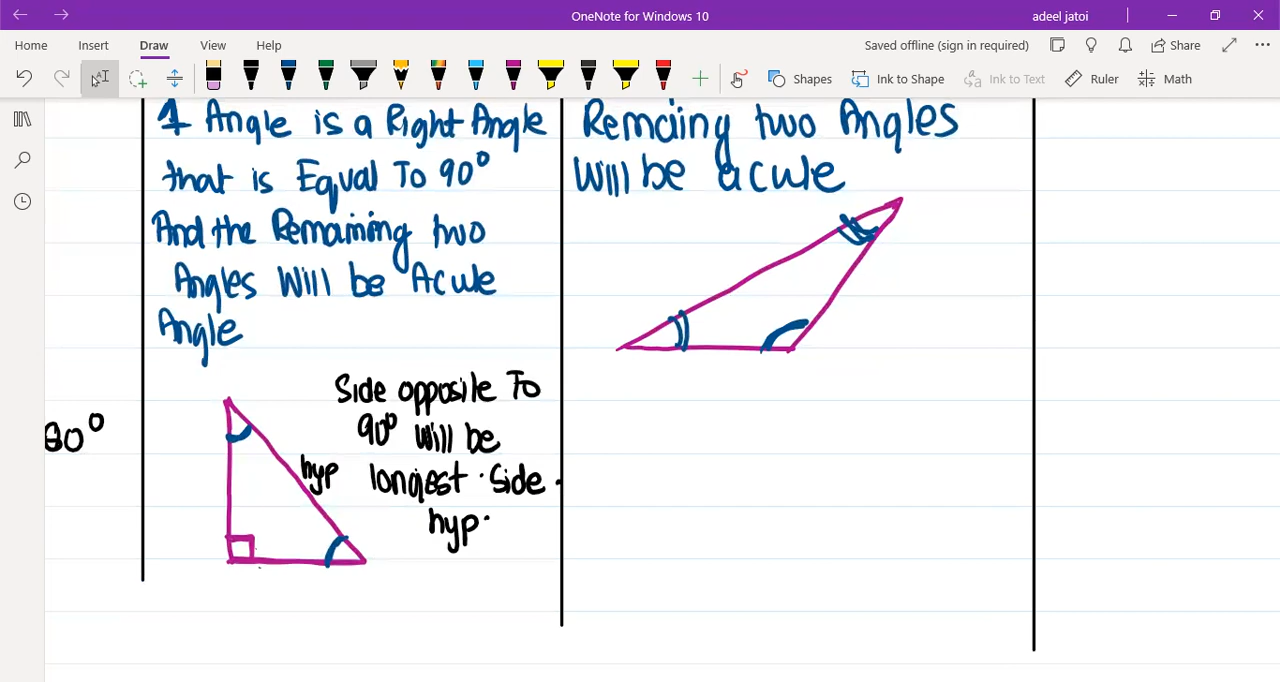 OneNote for Windows 10
adeel jatoi
Home
Insert
Draw
View
Help
Saved offline (sign in required)
Share
Shapes
Ink to Shape
Ink to Text
Ruler
Math
1 Angle is a Right Angle
that is Equal To 90°
And the Remaining two
Angles Will be Acute
Angle
Side opposite To
90° Will be
longest Side.
hyp.
hyp
80°
Remaiing two Angles
Will be acute